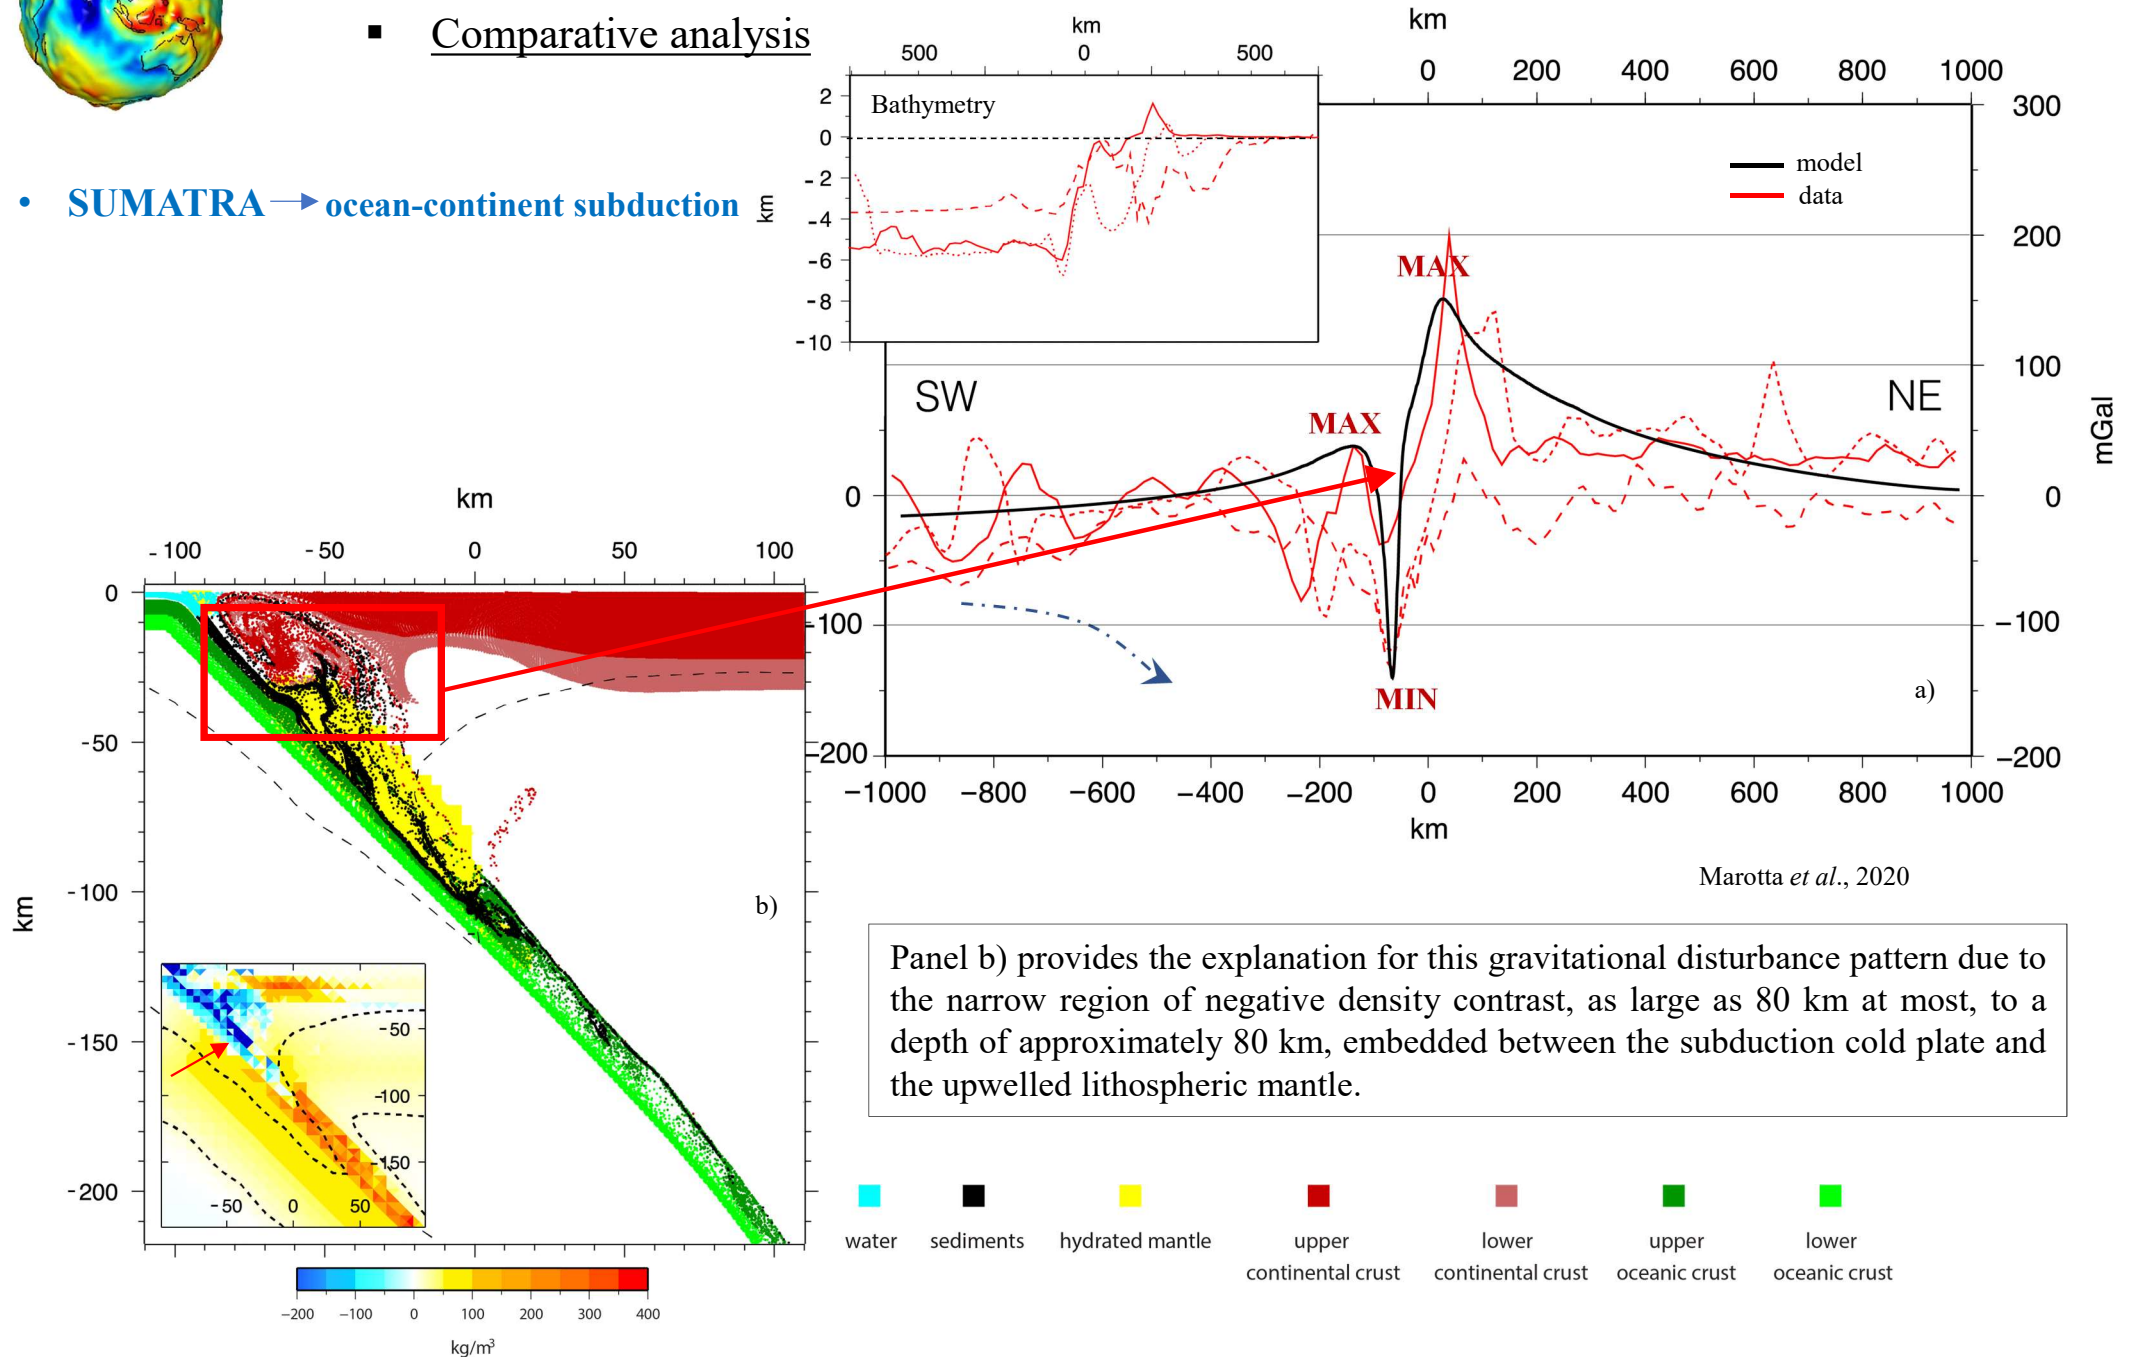 ▪ Comparative analysis
• SUMATRA → ocean-continent subduction
km
500 0 500
Bathymetry
km
2
0
-2
-4
-6
-8
-10
km
0 200 400 600 800 1000
300
200
100
0
-100
-200
mGal
model
data
MAX
MAX
MIN
SW
NE
0
-100
-200
a)
-1000 -800 -600 -400 -200 0 200 400 600 800 1000
km
Marotta et al., 2020
km
-100 -50 0 50 100
km
0
-50
-100
-150
-200
b)
-50
-100
-150
-50 0 50
-200 -100 0 100 200 300 400
kg/m³
Panel b) provides the explanation for this gravitational disturbance pattern due to
the narrow region of negative density contrast, as large as 80 km at most, to a
depth of approximately 80 km, embedded between the subduction cold plate and
the upwelled lithospheric mantle.
water sediments hydrated mantle upper lower upper lower
continental crust continental crust oceanic crust oceanic crust